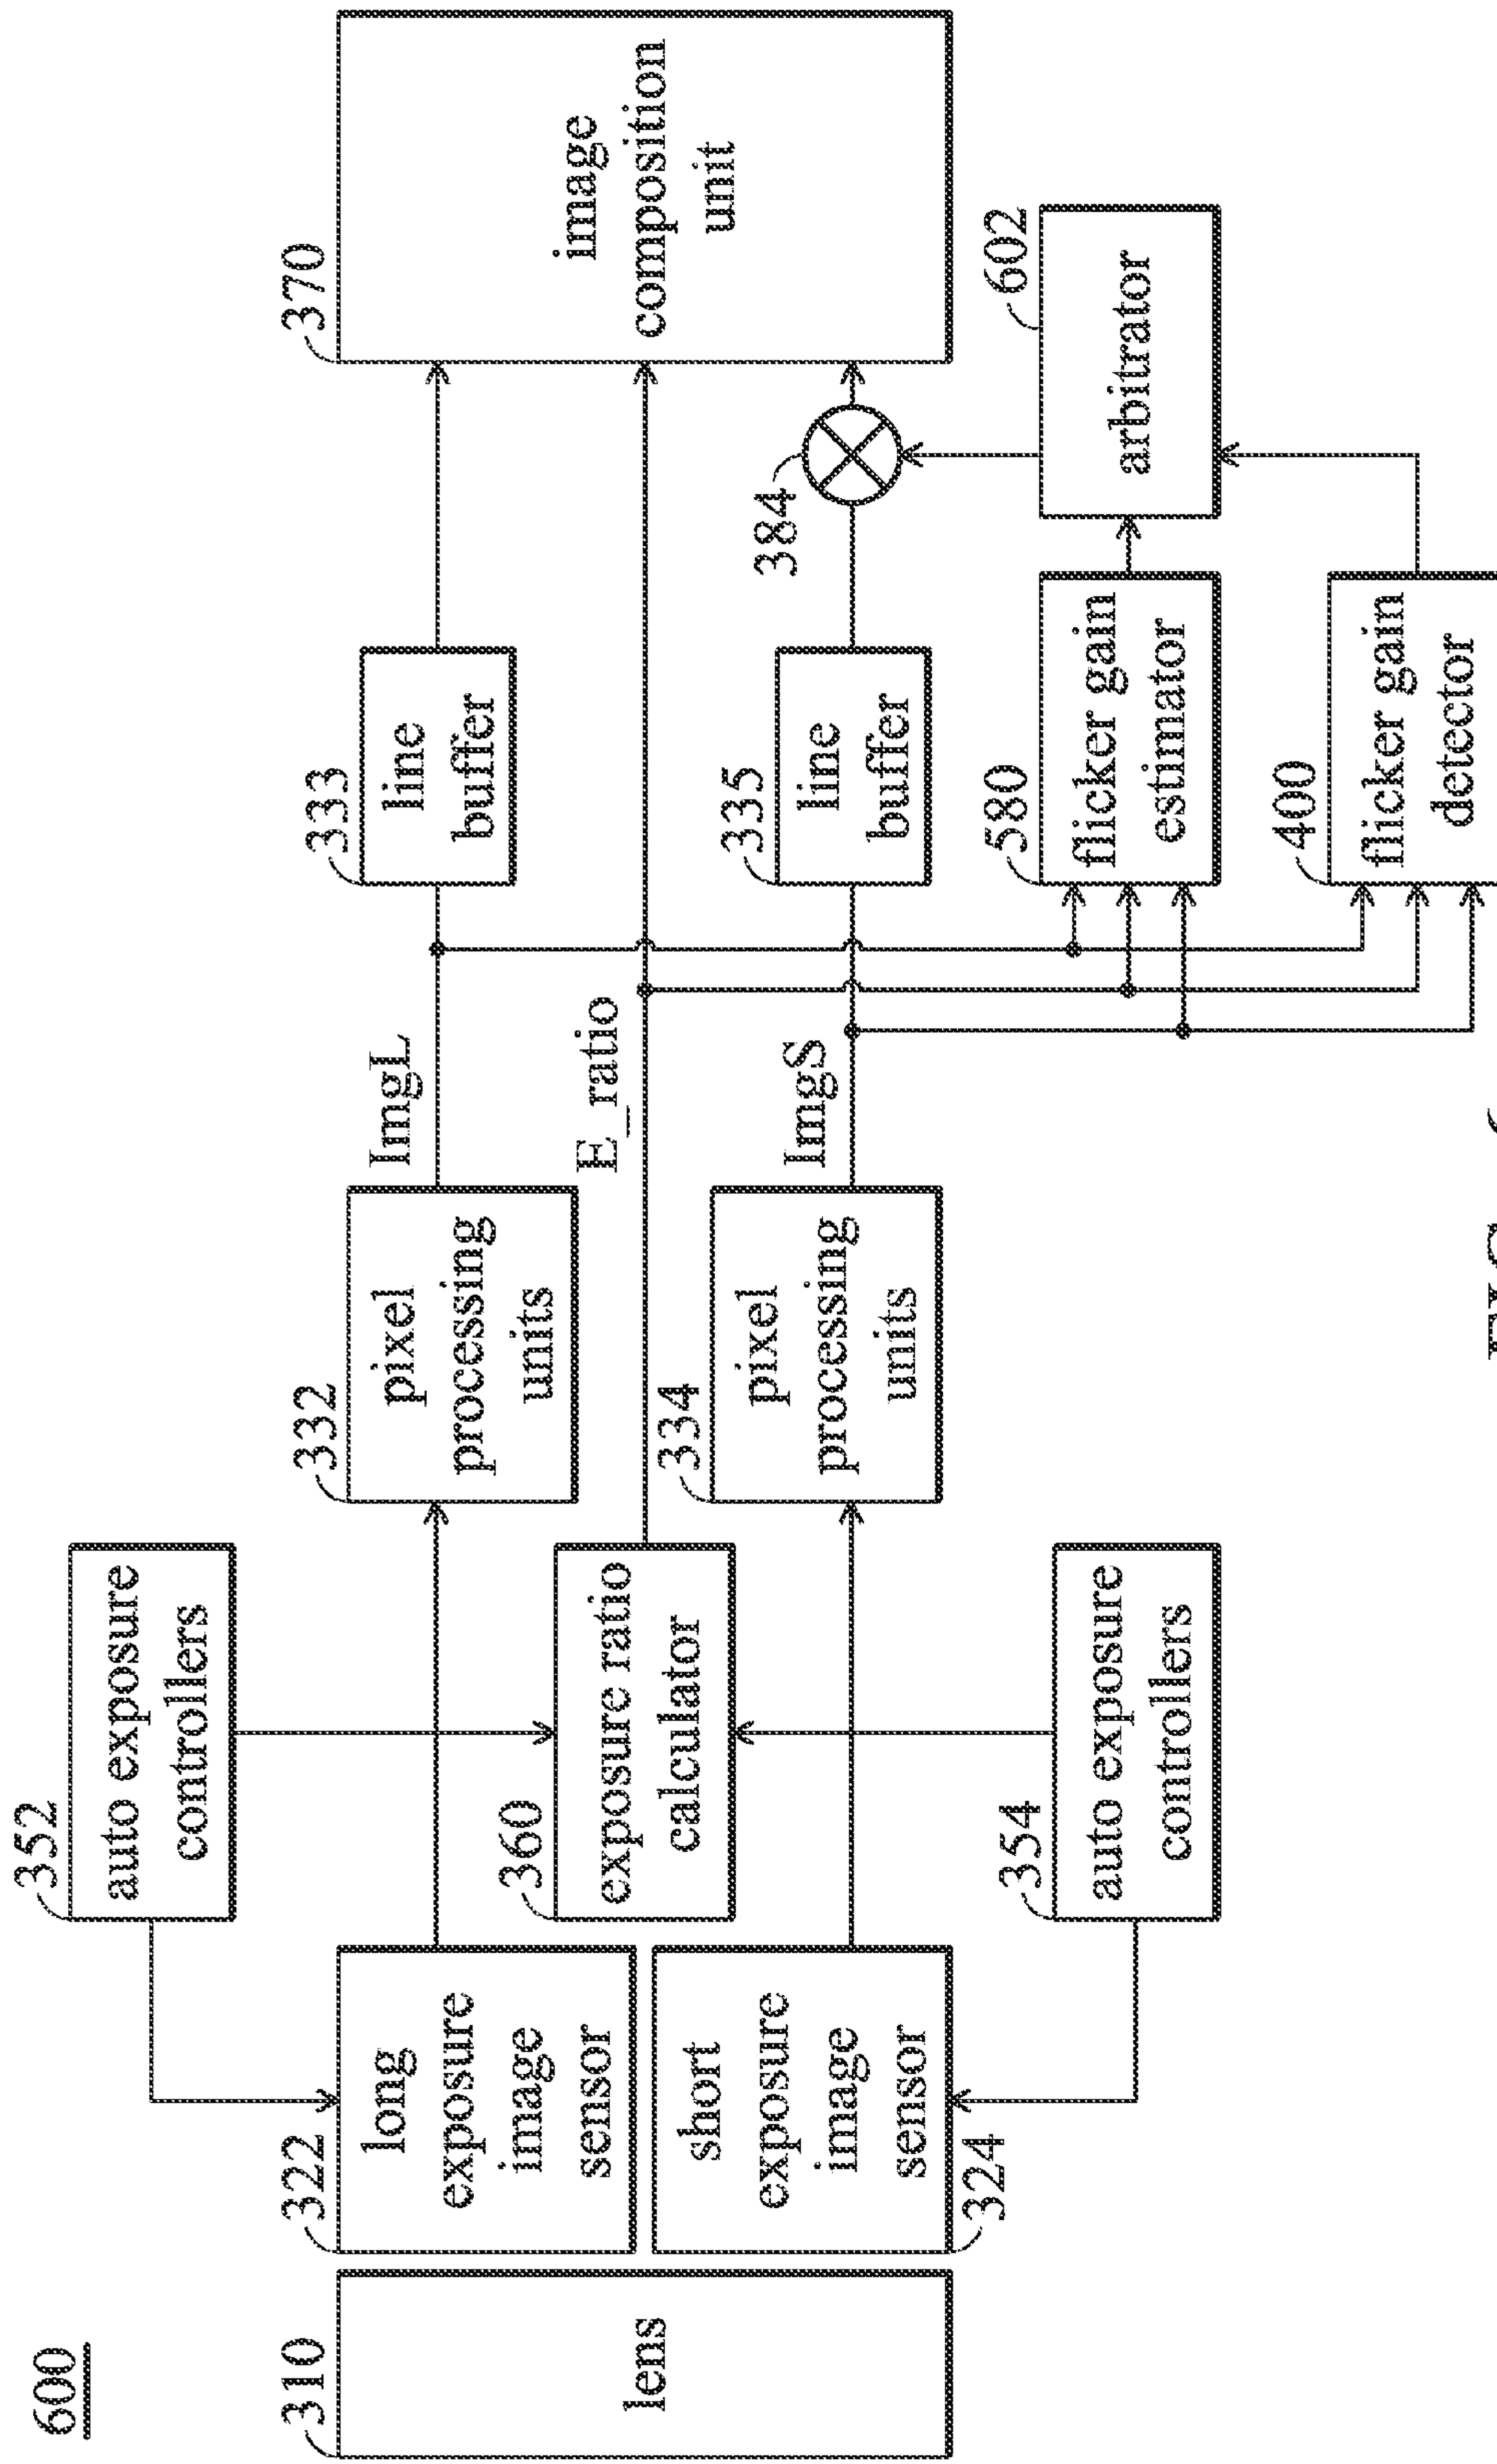 600
310
lens
322
long
exposure
image
sensor
short
exposure
image
sensor
324
352
auto exposure
controllers
360
exposure ratio
calculator
354
auto exposure
controllers
332
pixel
processing
units
334
pixel
processing
units
ImgL
E_ratio
ImgS
333
line
buffer
335
line
buffer
580
flicker gain
estimator
400
flicker gain
detector
384
602
arbitrator
370
image
composition
unit